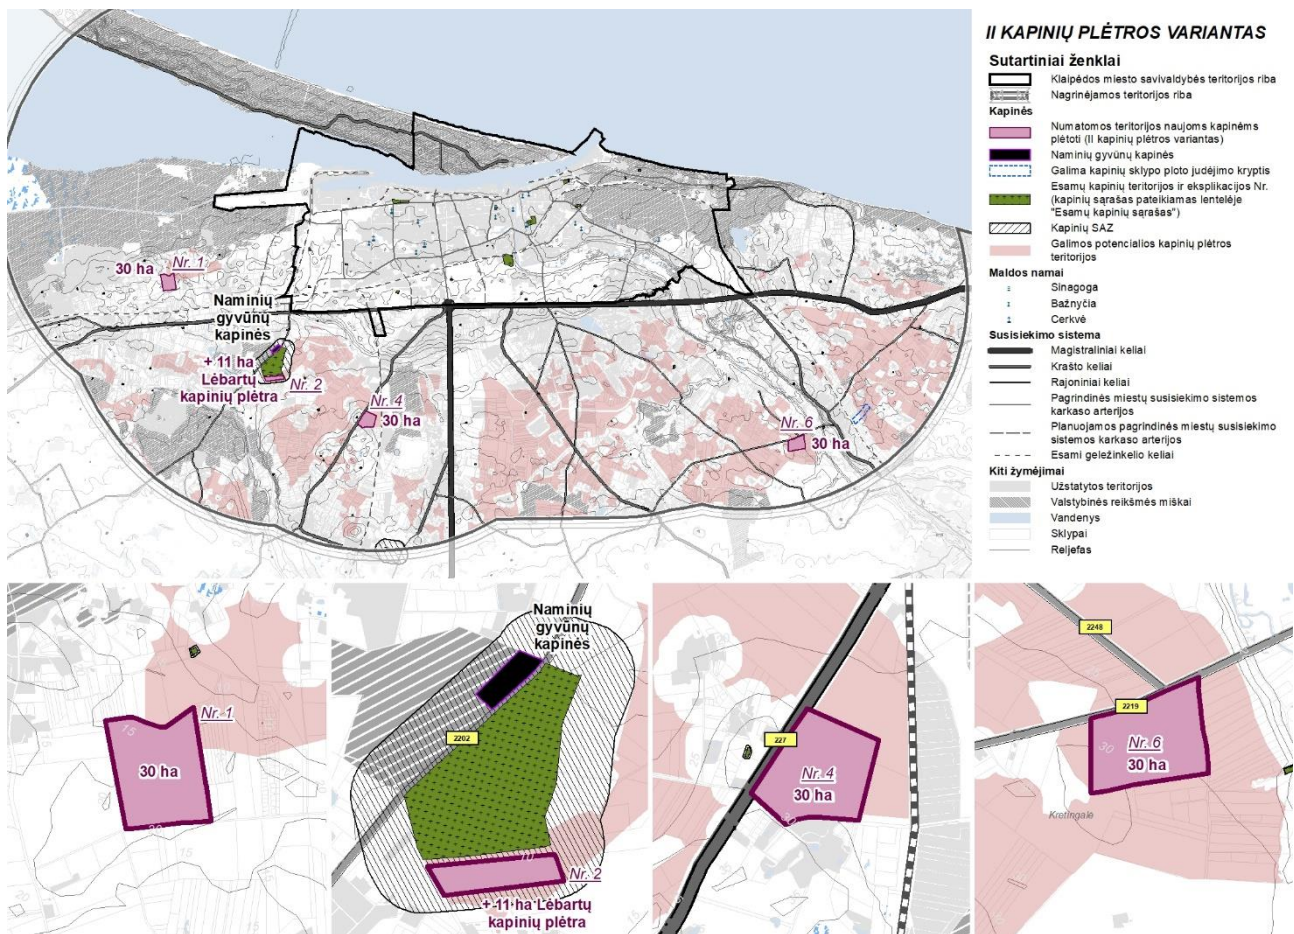 II KAPINIŲ PLĖTROS VARIANTAS
Sutartiniai ženklai
Klaipėdos miesto savivaldybės teritorijos riba
Nagrinėjamos teritorijos riba
Kapinės
Numatomos teritorijos naujoms kapinėms
plėtoti (II kapinių plėtros variantas)
Naminių gyvūnų kapinės
Galima kapinių sklypo ploto judėjimo kryptis
Esamų kapinių teritorijos ir eksplikacijos Nr.
(kapinių sąrašas pateikiamas lentelėje
"Esamų kapinių sąrašas")
Kapinių SAZ
Galimos potencialios kapinių plėtros
teritorijos
Maldos namai
Sinagoga
Bažnyčia
Cerkvė
Susisiekimo sistema
Magistraliniai keliai
Krašto keliai
Rajoniniai keliai
Pagrindinės miestų susisiekimo sistemos
karkaso arterijos
Planuojamos pagrindinės miestų susisiekimo
sistemos karkaso arterijos
Esami geležinkelio keliai
Kiti žymėjimai
Užstatytos teritorijos
Valstybinės reikšmės miškai
Vandenys
Sklypai
Reljefas
Nr. 1
30 ha
Naminių
gyvūnų
kapinės
+ 11 ha
Lėbartų
kapinių plėtra
Nr. 2
Nr. 4
30 ha
Nr. 6
30 ha
Nr. 1
15
30 ha
20
15
Naminių
gyvūnų
kapinės
2202
10
Nr. 2
+ 11 ha Lėbartų
kapinių plėtra
227
Nr. 4
30 ha
30
2248
2219
30
Nr. 6
30 ha
Kretingalė